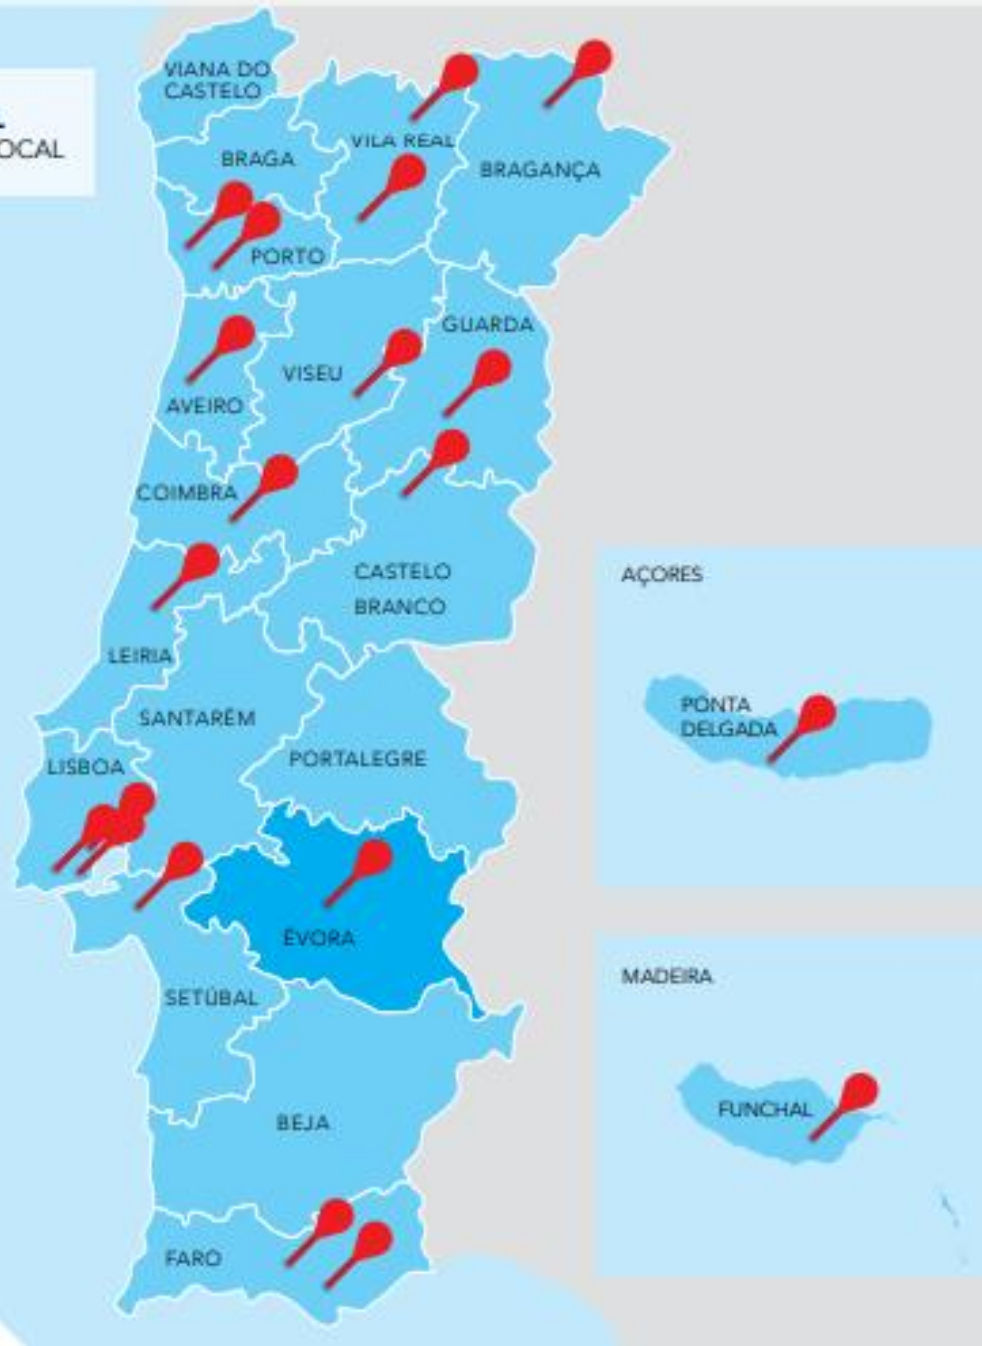 OCAL
VIANA DO
CASTELO
BRAGA
VILA REAL
BRAGANÇA
PORTO
GUARDA
VISEU
AVEIRO
COIMBRA
CASTELO
BRANCO
LEIRIA
SANTARÉM
LISBOA
PORTALEGRE
ÉVORA
SETÚBAL
BEJA
FARO
AÇORES
PONTA
DELGADA
MADEIRA
FUNCHAL